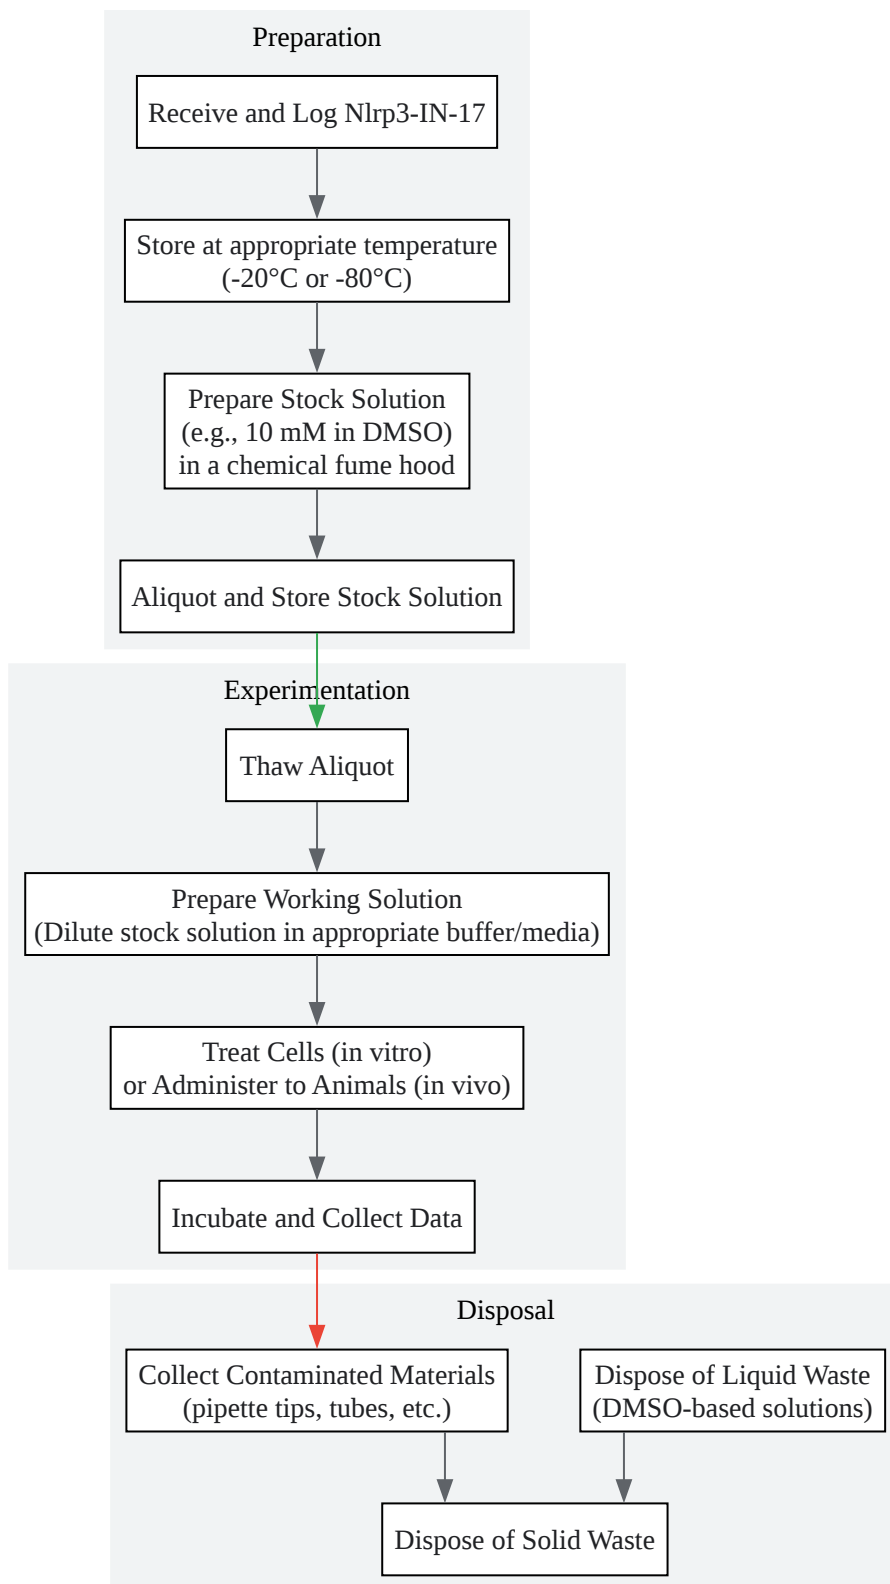 Preparation
Receive and Log Nlrp3-IN-17
Store at appropriate temperature
(-20°C or -80°C)
Prepare Stock Solution
(e.g., 10 mM in DMSO)
in a chemical fume hood
Aliquot and Store Stock Solution
Experimentation
Thaw Aliquot
Prepare Working Solution
(Dilute stock solution in appropriate buffer/media)
Treat Cells (in vitro)
or Administer to Animals (in vivo)
Incubate and Collect Data
Disposal
Collect Contaminated Materials
(pipette tips, tubes, etc.)
Dispose of Liquid Waste
(DMSO-based solutions)
Dispose of Solid Waste